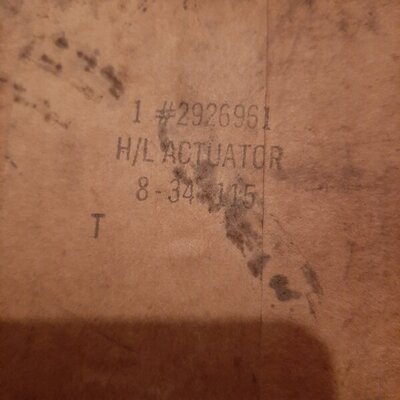 1 #2926961
H/L ACTUATOR
8-34 115
T